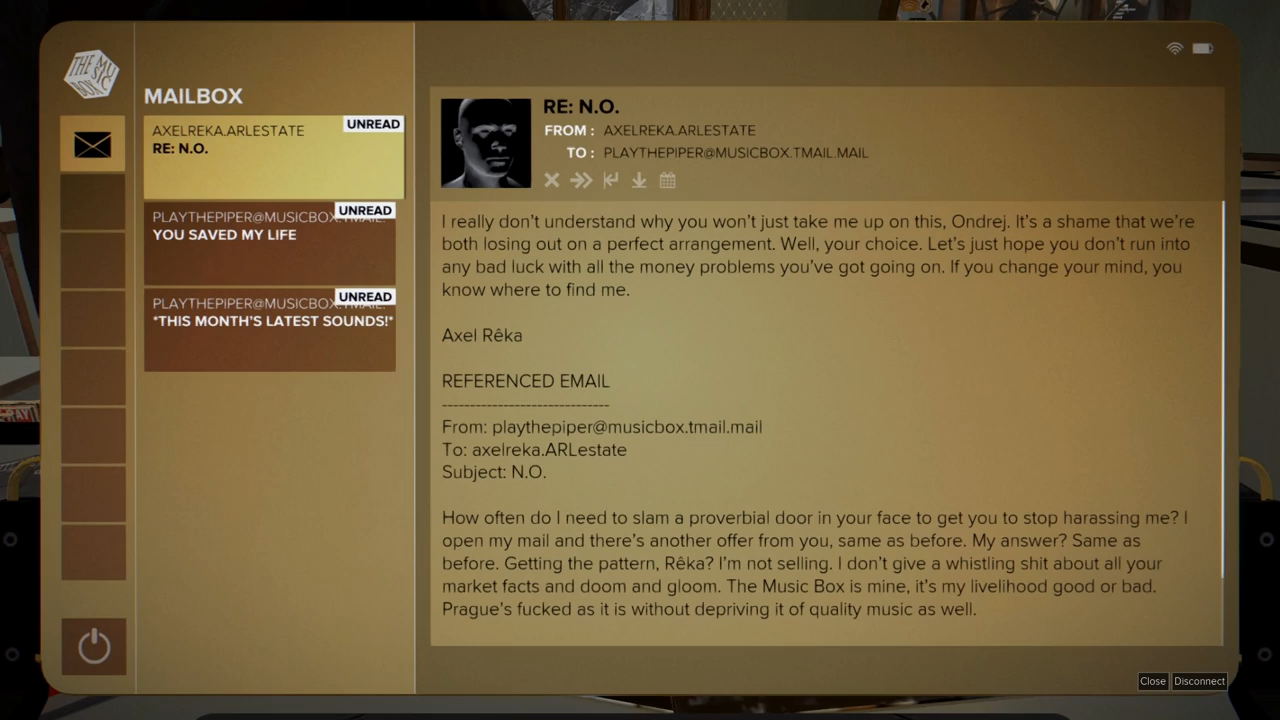 THE MUSIC BOX
MAILBOX
AXELREKA.ARLESTATE
UNREAD
RE: N.O.
PLAYTHEPIPER@MUSICBOX.TMAIL.
UNREAD
YOU SAVED MY LIFE
PLAYTHEPIPER@MUSICBOX.TMAIL.
UNREAD
*THIS MONTH'S LATEST SOUNDS!*
RE: N.O.
FROM : AXELREKA.ARLESTATE
TO : PLAYTHEPIPER@MUSICBOX.TMAIL.MAIL
I really don't understand why you won't just take me up on this, Ondrej. It's a shame that we're
both losing out on a perfect arrangement. Well, your choice. Let's just hope you don't run into
any bad luck with all the money problems you've got going on. If you change your mind, you
know where to find me.
Axel Rêka
REFERENCED EMAIL
------------------------------
From: playthepiper@musicbox.tmail.mail
To: axelreka.ARLestate
Subject: N.O.
How often do I need to slam a proverbial door in your face to get you to stop harassing me? I
open my mail and there's another offer from you, same as before. My answer? Same as
before. Getting the pattern, Rêka? I'm not selling. I don't give a whistling shit about all your
market facts and doom and gloom. The Music Box is mine, it's my livelihood good or bad.
Prague's fucked as it is without depriving it of quality music as well.
Close Disconnect